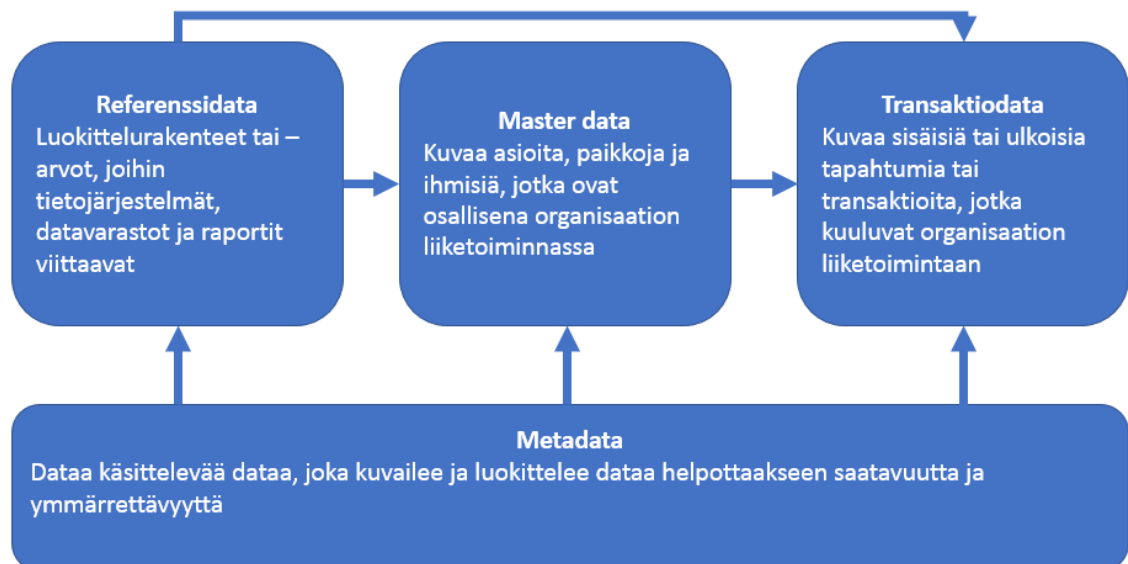 Referenssidata
Luokittelurakenteet tai –
arvot, joihin
tietojärjestelmät,
datavarastot ja raportit
viittaavat
Master data
Kuvaa asioita, paikkoja ja
ihmisiä, jotka ovat
osallisena organisaation
liiketoiminnassa
Transaktiodata
Kuvaa sisäisiä tai ulkoisia
tapahtumia tai
transaktioita, jotka
kuuluvat organisaation
liiketoimintaan
Metadata
Dataa käsittelevää dataa, joka kuvailee ja luokittelee dataa helpottaakseen saatavuutta ja
ymmärrettävyyttä